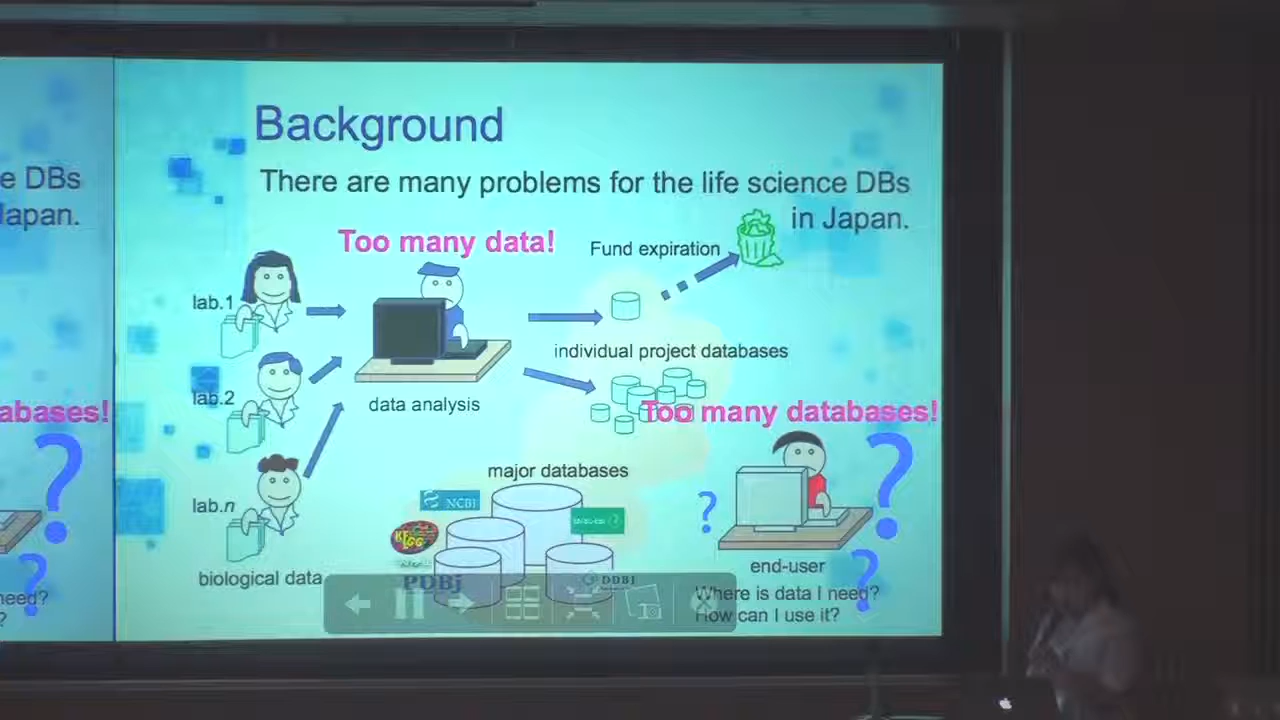 Background
e DBs
There are many problems for the life science DBs
Japan.
in Japan.
Too many data!
Fund expiration
lab.1
individual project databases
lab.2
data analysis
abases!
Too many databases!
major databases
NCBI
KEGG
lab.n
end-user
biological data
PDBj
DDBJ
need?
Where is data I need?
?
How can I use it?